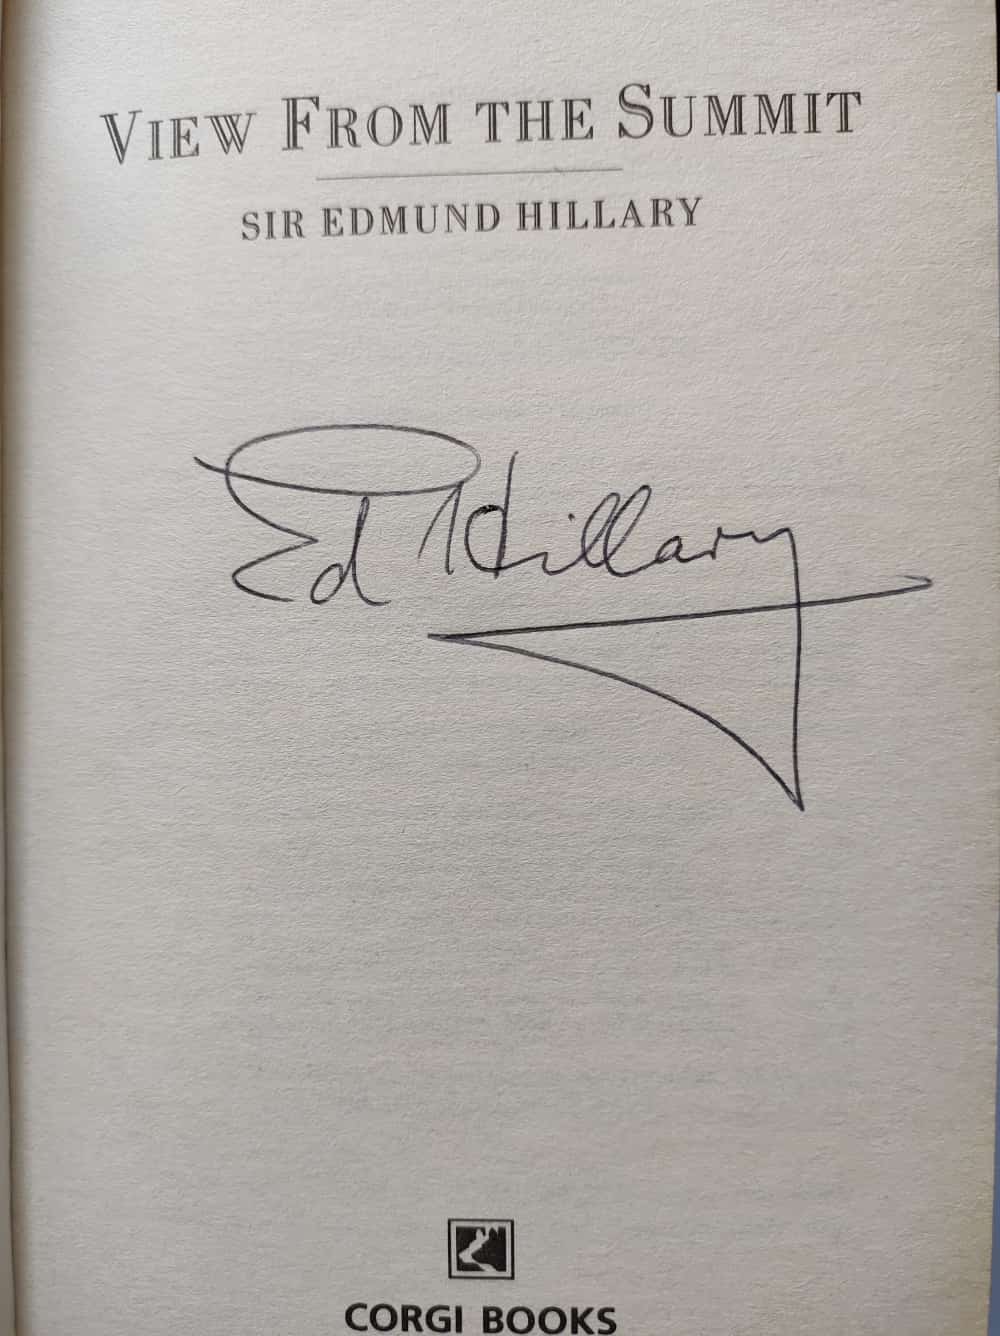 VIEW FROM THE SUMMIT
SIR EDMUND HILLARY
Ed Hillary
CORGI BOOKS